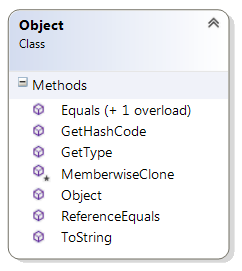 Object
Class
Methods
Equals (+ 1 overload)
GetHashCode
GetType
MemberwiseClone
Object
ReferenceEquals
ToString